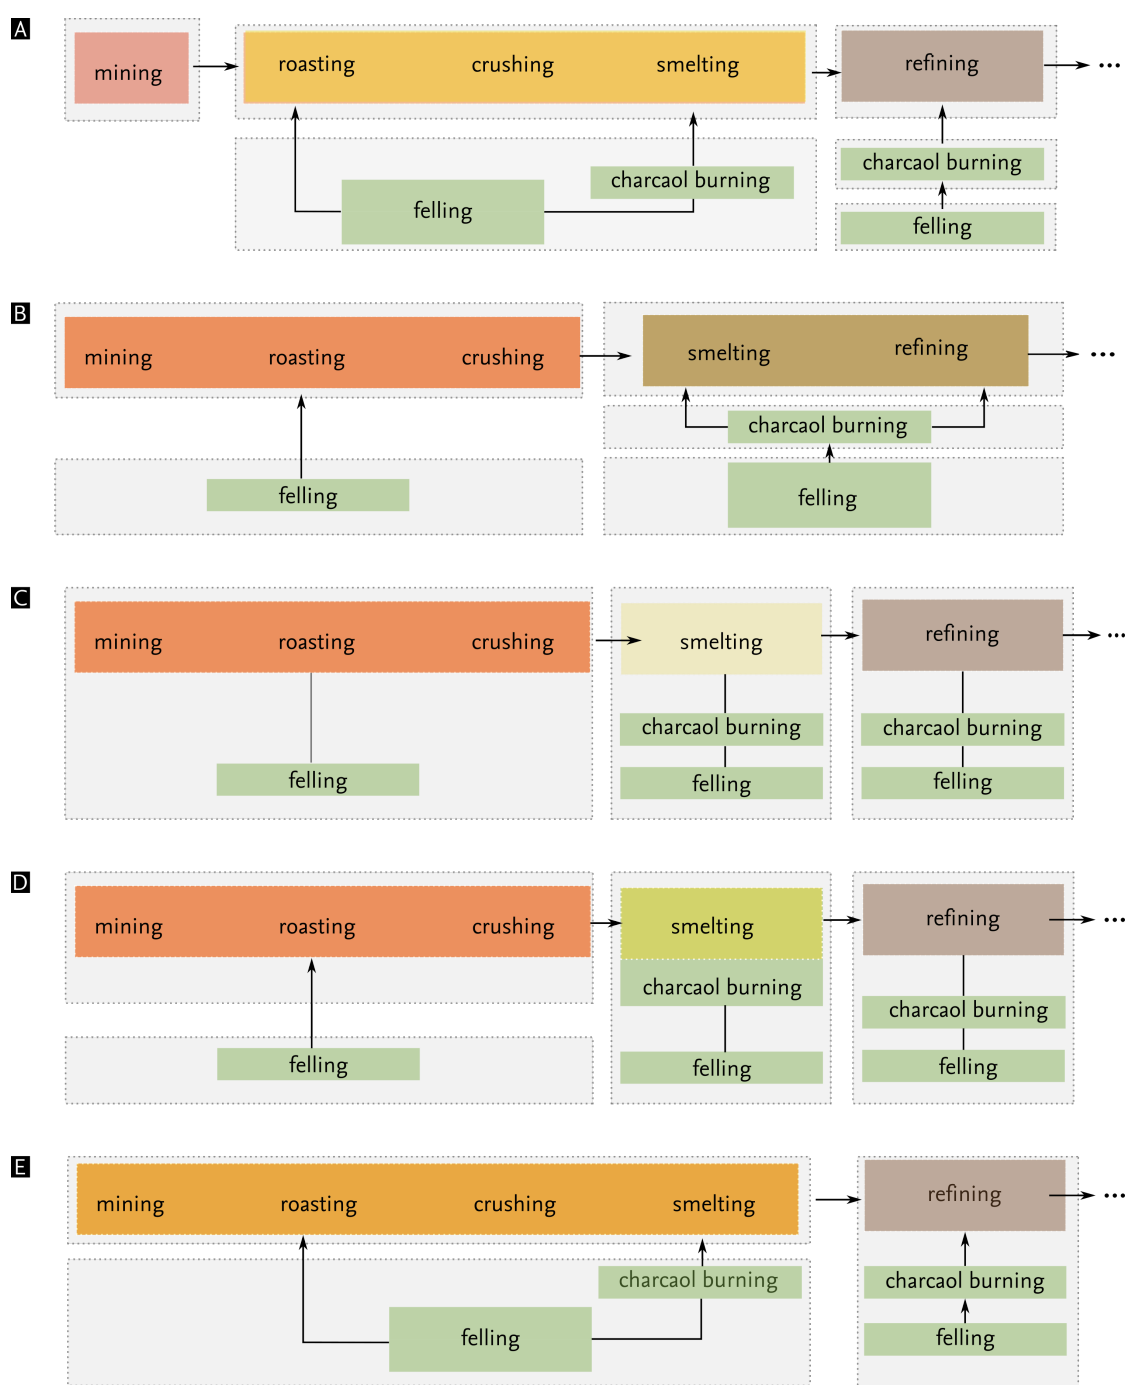 A
mining roasting crushing smelting refining ...
charcaol burning charcaol burning
felling felling
B
mining roasting crushing smelting refining ...
charcaol burning
felling felling
C
mining roasting crushing smelting refining ...
charcaol burning charcaol burning
felling felling felling
D
mining roasting crushing smelting refining ...
charcaol burning charcaol burning
felling felling felling
E
mining roasting crushing smelting refining ...
charcaol burning charcaol burning
felling felling